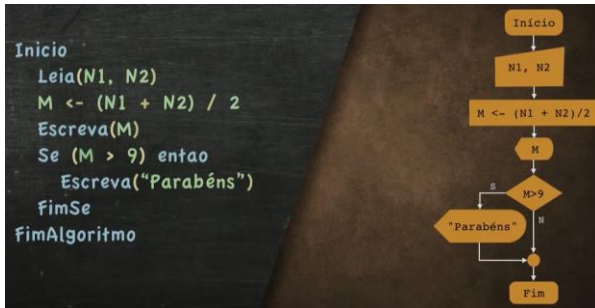 Inicio
Leia(N1, N2)
M <- (N1 + N2) / 2
Escreva(M)
Se (M > 9) entao
Escreva("Parabéns")
FimSe
FimAlgoritmo
Início
N1, N2
M <- (N1 + N2)/2
M
M>9
S
N
"Parabéns"
Fim